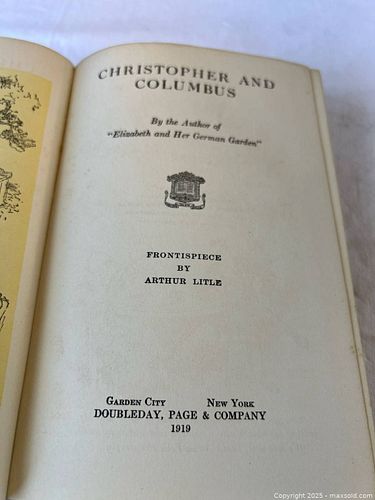 CHRISTOPHER AND
COLUMBUS
By the Author of
"Elizabeth and Her German Garden"
FRONTISPIECE
BY
ARTHUR LITLE
GARDEN CITY NEW YORK
DOUBLEDAY, PAGE & COMPANY
1919
Copyright 2025 - maxsold.com